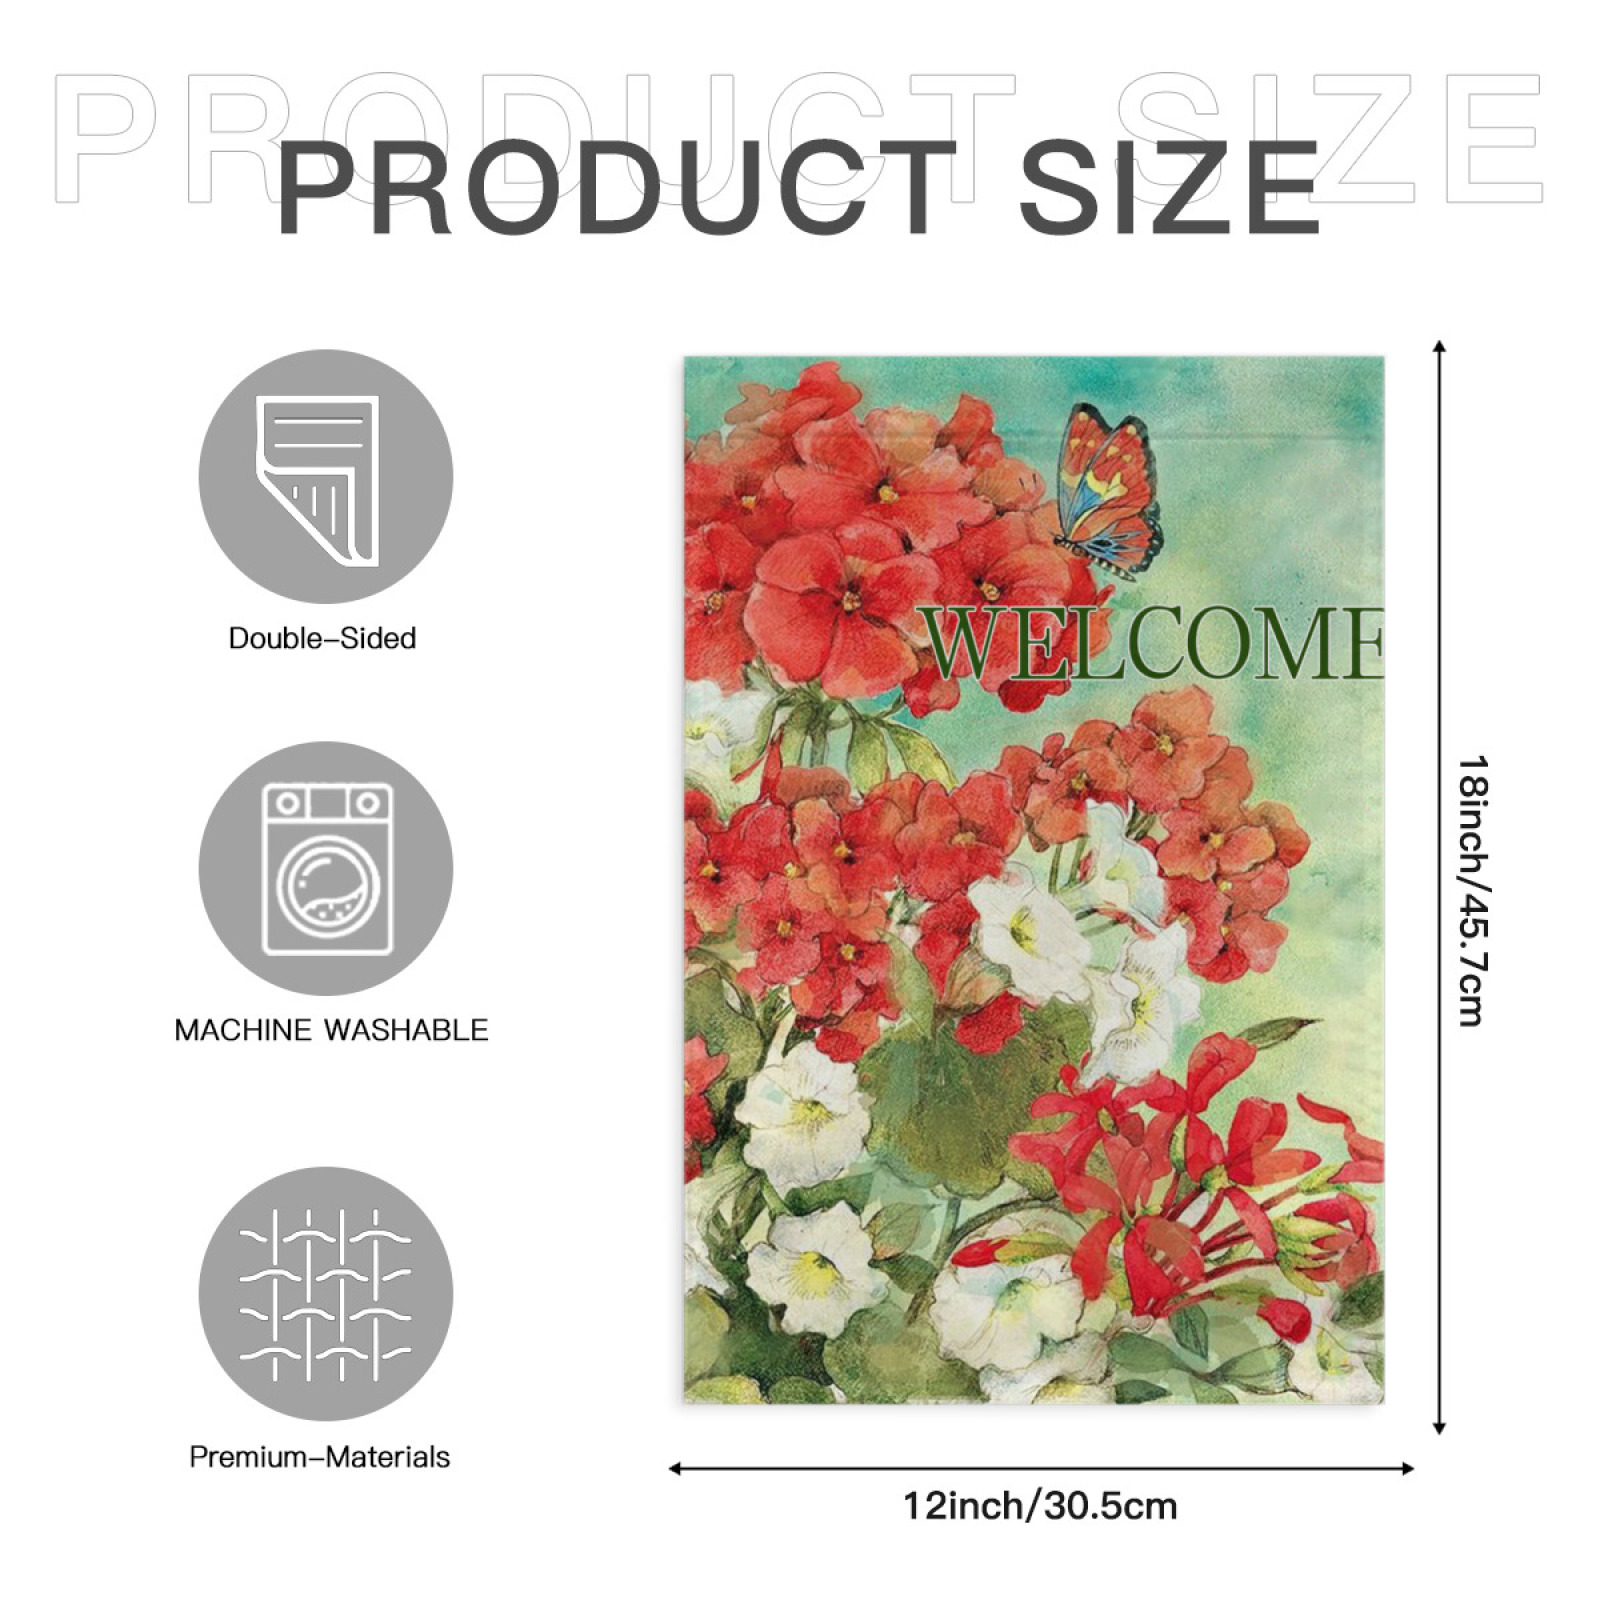 PRODUCT SIZE
PRODUCT SIZE
Double-Sided
WELCOME
MACHINE WASHABLE
18inch/45.7cm
Premium-Materials
12inch/30.5cm